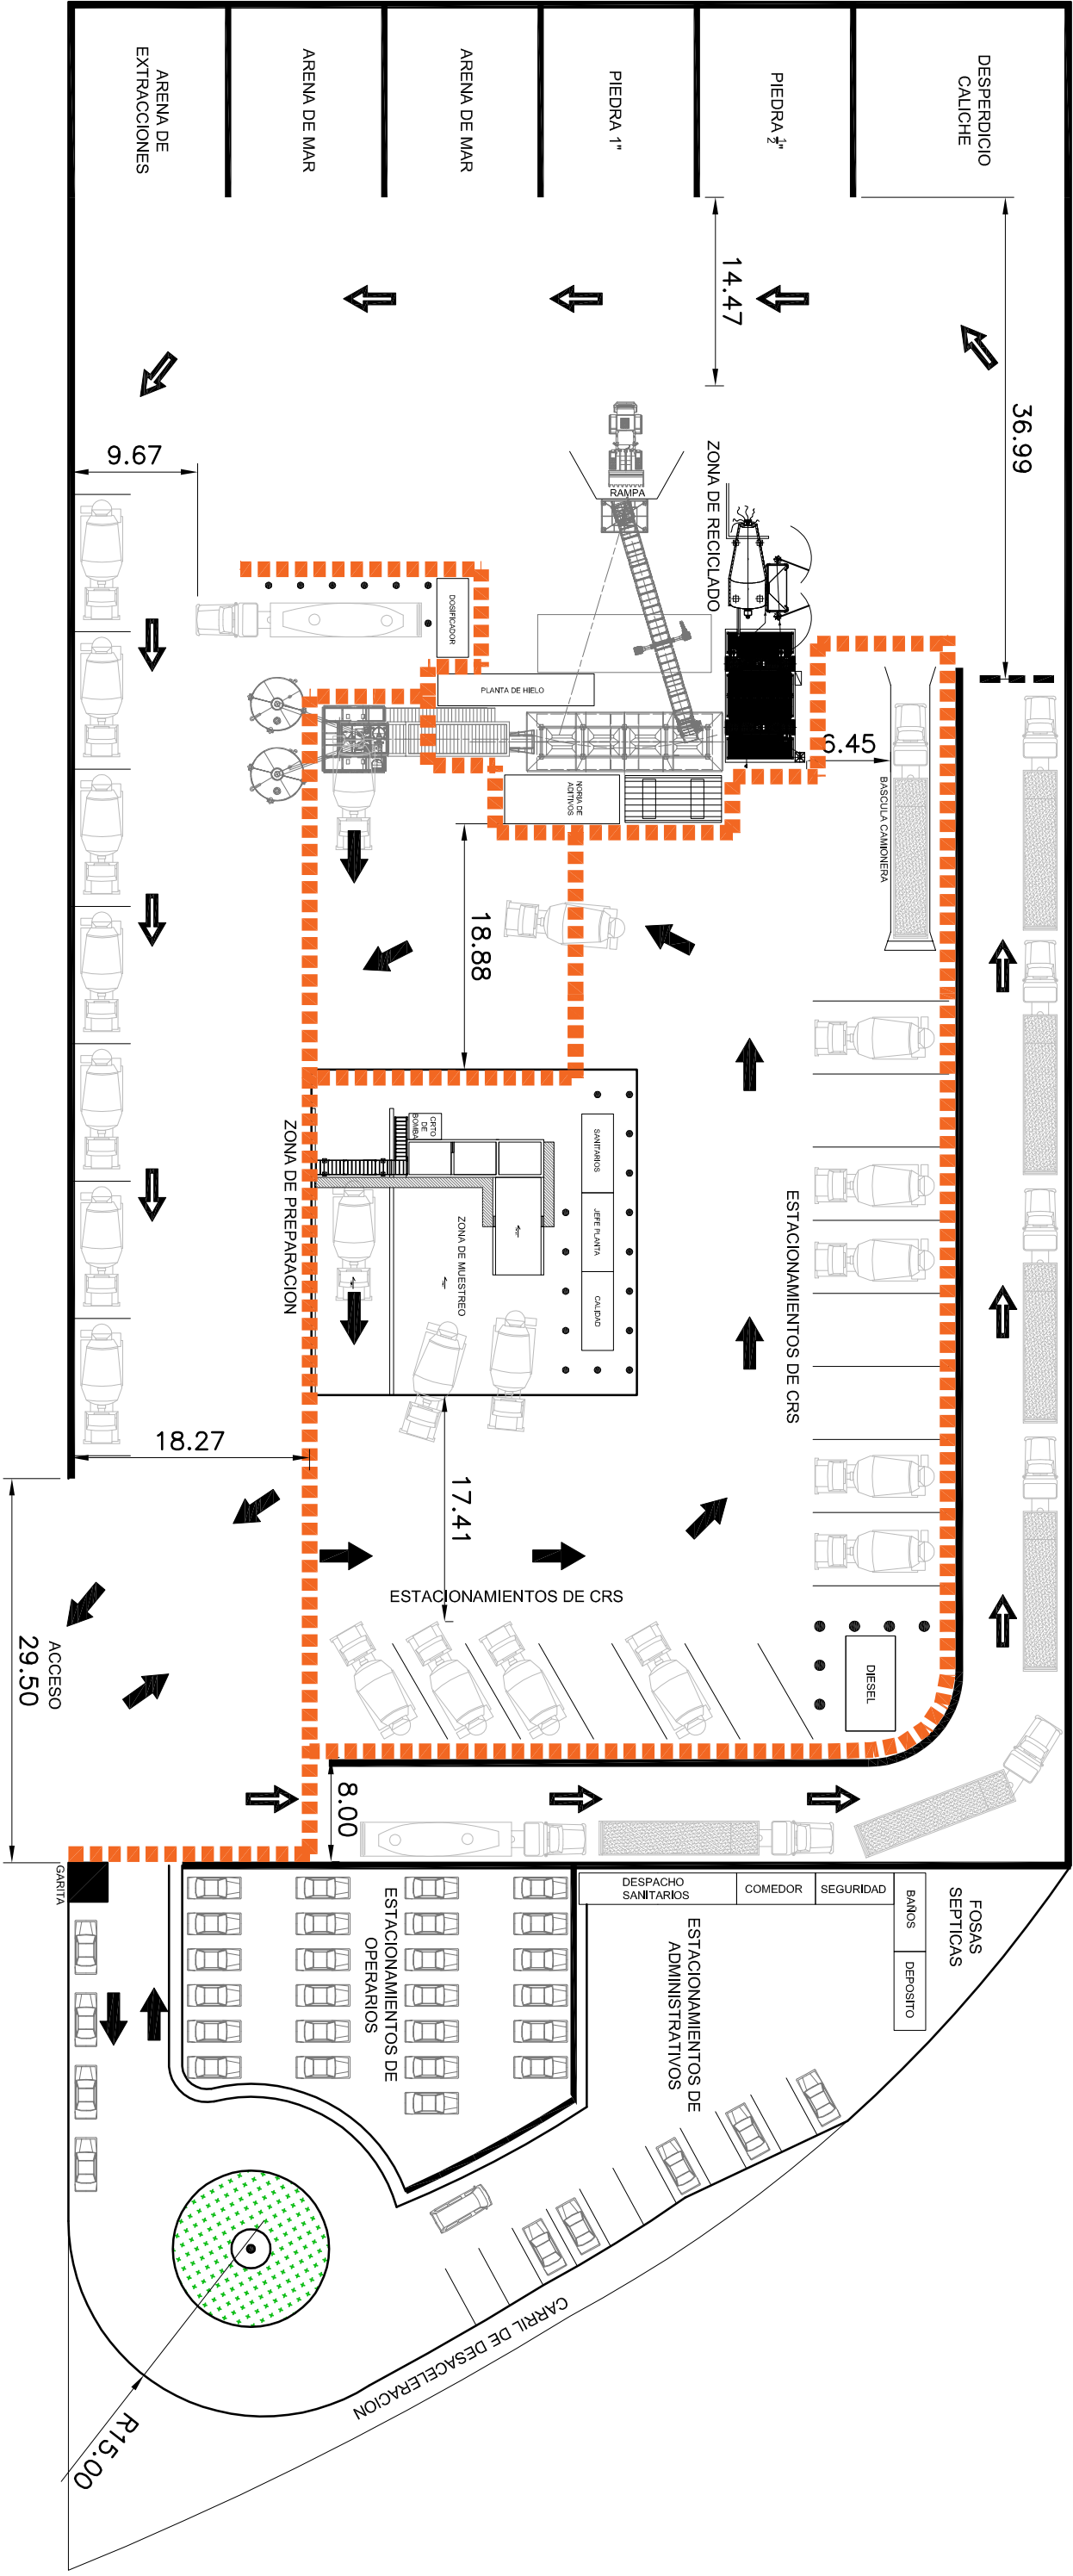 DESPERDICIO
CALICHE
PIEDRA 1/2"
PIEDRA 1"
ARENA DE MAR
ARENA DE MAR
ARENA DE
EXTRACCIONES
14.47
36.99
9.67
RAMPA
ZONA DE RECICLADO
DOSIFICADOR
PLANTA DE HIELO
NORIA DE
ADITIVOS
6.45
BASCULA CAMIONERA
18.88
CRTO
DE
BOMBA
SANITARIOS
JEFE PLANTA
CALIDAD
ZONA DE MUESTREO
ZONA DE PREPARACION
ESTACIONAMIENTOS DE CRS
18.27
17.41
ESTACIONAMIENTOS DE CRS
DIESEL
ACCESO
29.50
8.00
GARITA
DESPACHO
SANITARIOS
COMEDOR
SEGURIDAD
BAÑOS
DEPOSITO
FOSAS
SEPTICAS
ESTACIONAMIENTOS DE
OPERARIOS
ESTACIONAMIENTOS DE
ADMINISTRATIVOS
CARRIL DE DESACELERACION
R15.00